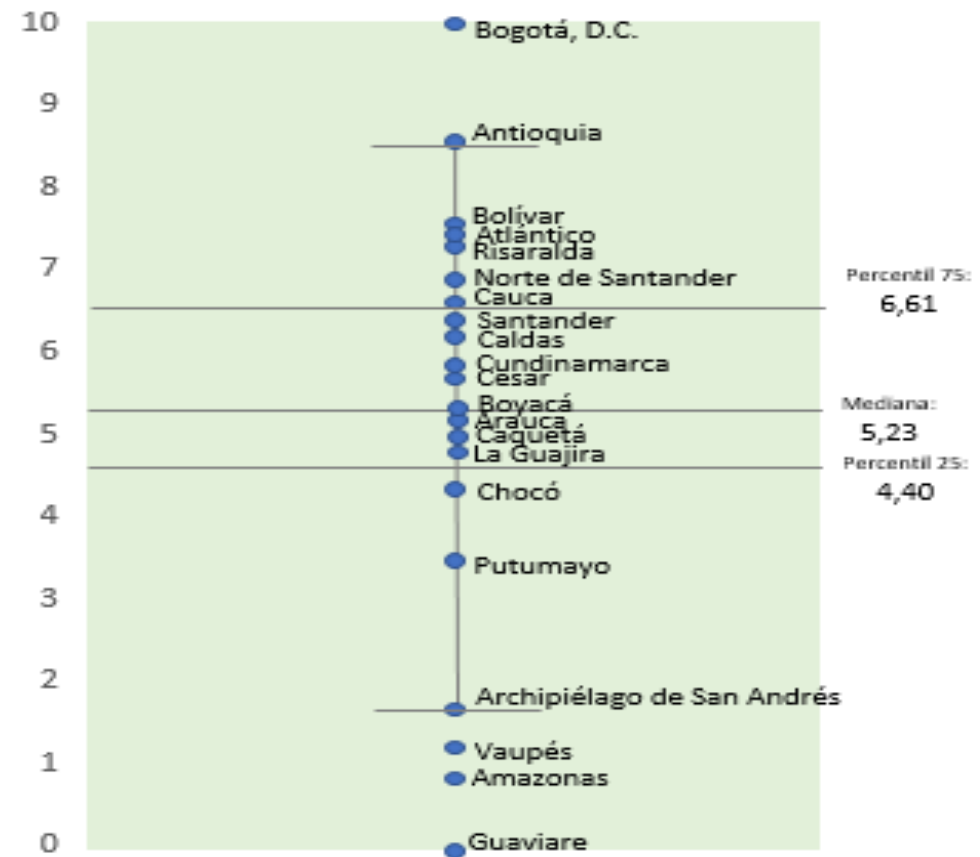 10
Bogotá, D.C.
9
Antioquia
8
Bolívar
Atlántico
Risaralda
7
Norte de Santander
Percentil 75:
Cauca
6,61
Santander
Caldas
6
Cundinamarca
Cesar
Boyacá
Mediana:
Arauca
5
5,23
Caquetá
La Guajira
Percentil 25:
Chocó
4,40
4
Putumayo
3
2
Archipiélago de San Andrés
Vaupés
1
Amazonas
0
Guaviare